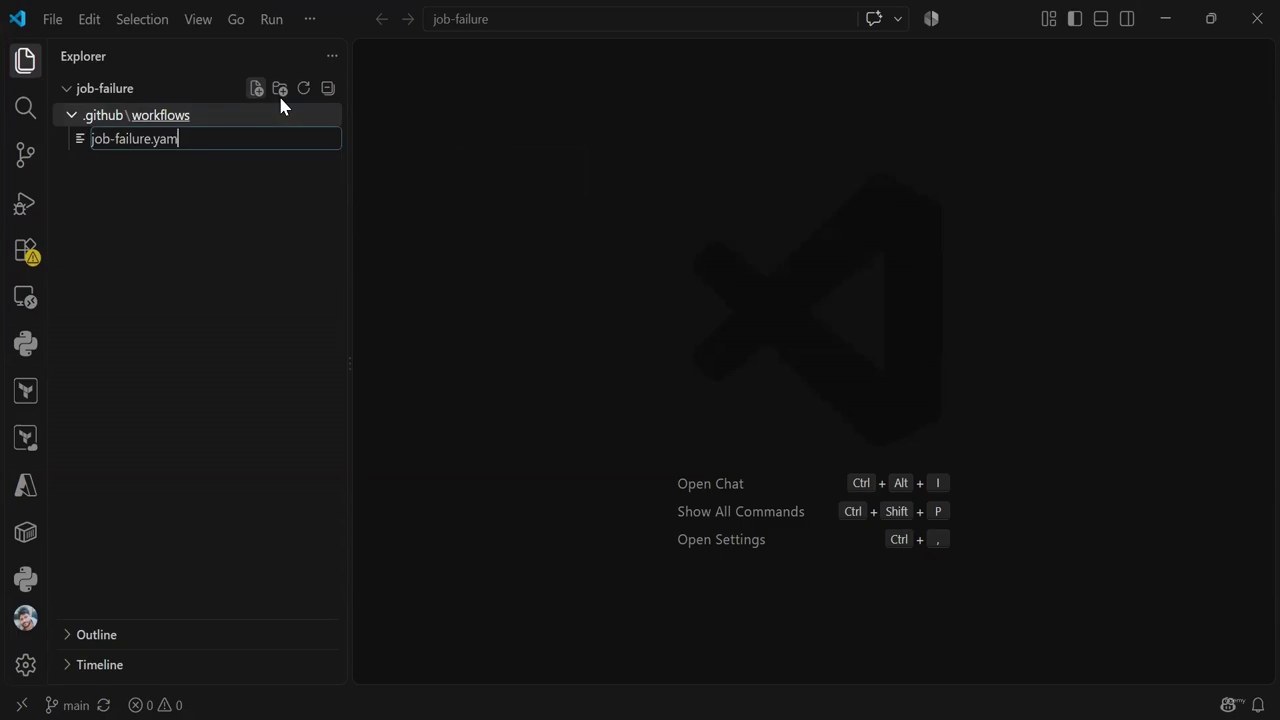 File Edit Selection View Go Run ...
job-failure
Explorer ...
job-failure
.github\workflows
job-failure.yam
Open Chat Ctrl + Alt + I
Show All Commands Ctrl + Shift + P
Open Settings Ctrl + ,
Outline
Timeline
main 0 0